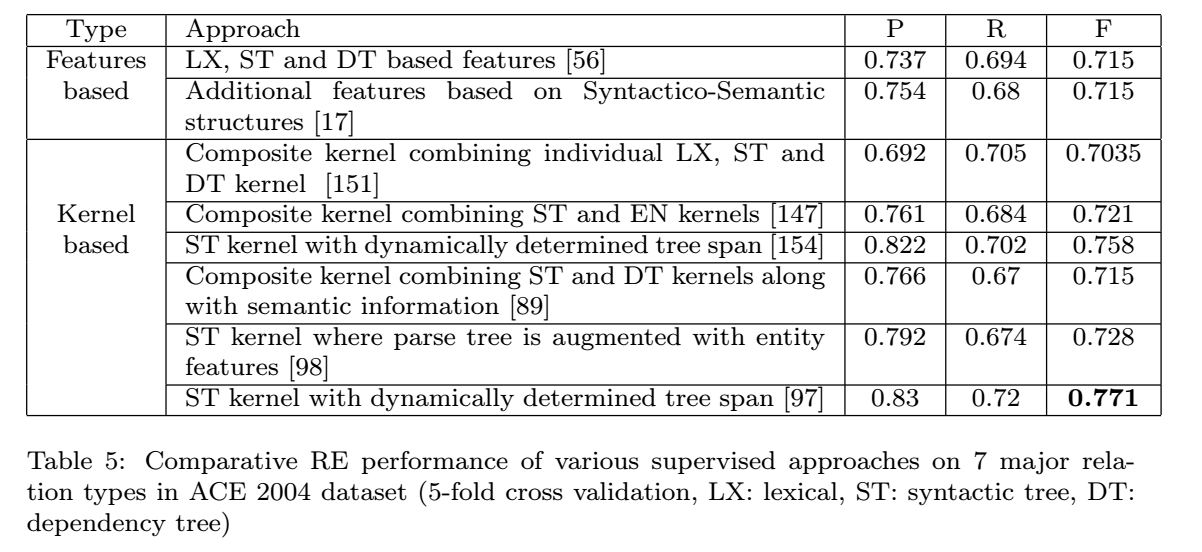 Type Approach P R F
Features LX, ST and DT based features [56] 0.737 0.694 0.715
based Additional features based on Syntactico-Semantic 0.754 0.68 0.715
structures [17]
Composite kernel combining individual LX, ST and 0.692 0.705 0.7035
DT kernel [151]
Kernel Composite kernel combining ST and EN kernels [147] 0.761 0.684 0.721
based ST kernel with dynamically determined tree span [154] 0.822 0.702 0.758
Composite kernel combining ST and DT kernels along 0.766 0.67 0.715
with semantic information [89]
ST kernel where parse tree is augmented with entity 0.792 0.674 0.728
features [98]
ST kernel with dynamically determined tree span [97] 0.83 0.72 0.771
Table 5: Comparative RE performance of various supervised approaches on 7 major rela-
tion types in ACE 2004 dataset (5-fold cross validation, LX: lexical, ST: syntactic tree, DT:
dependency tree)